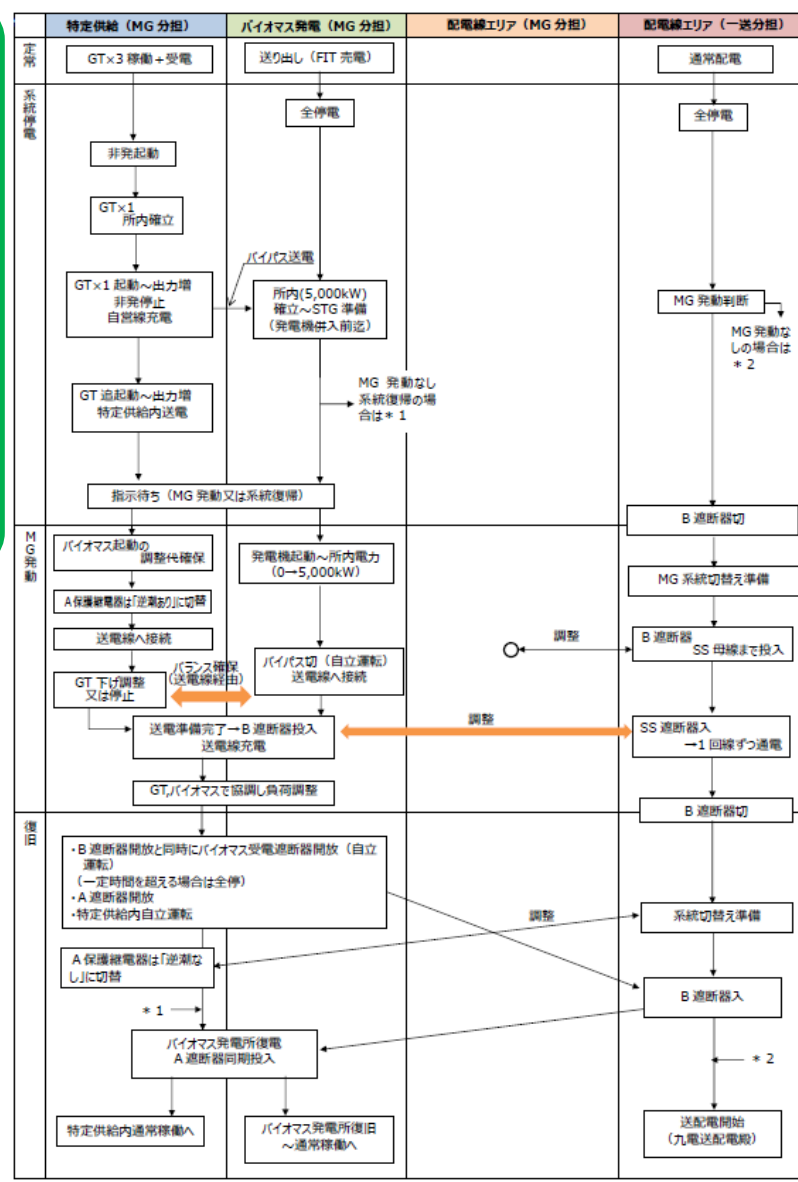 特定供給(MG 分担)
バイオマス発電(MG 分担)
配電線エリア(MG 分担)
配電線エリア(一送分担)
定常
GT×3 稼働+受電
送り出し(FIT 売電)
通常配電
系統停電
全停電
全停電
非発起動
GT×1
所内確立
バイパス送電
GT×1 起動~出力増
非発停止
自営線充電
所内(5,000kW)
確立~STG 準備
(発電機併入前迄)
MG 発動判断
MG 発動な
しの場合は
*2
GT 追起動~出力増
特定供給内送電
MG 発動なし
系統復帰の場
合は*1
指示待ち(MG 発動又は系統復帰)
B 遮断器切
MG発動
バイオマス起動の
調整代確保
発電機起動~所内電力
(0→5,000kW)
MG 系統切替え準備
A 保護継電器は「逆潮あり」に切替
送電線へ接続
調整
B 遮断器
SS 母線まで投入
バランス確保
(送電線経由)
バイパス切(自立運転)
送電線へ接続
GT 下げ調整
又は停止
調整
送電準備完了→B 遮断器投入
送電線充電
SS 遮断器入
→1 回線ずつ通電
GT,バイオマスで協調し負荷調整
B 遮断器切
復旧
・B 遮断器開放と同時にバイオマス受電遮断器開放(自立
運転)
(一定時間を超える場合は全停)
・A 遮断器開放
・特定供給内自立運転
調整
系統切替え準備
A 保護継電器は「逆潮な
し」に切替
B 遮断器入
*1
バイオマス発電所復電
A 遮断器同期投入
*2
特定供給内通常稼働へ
バイオマス発電所復旧
~通常稼働へ
送配電開始
(九電送配電殿)